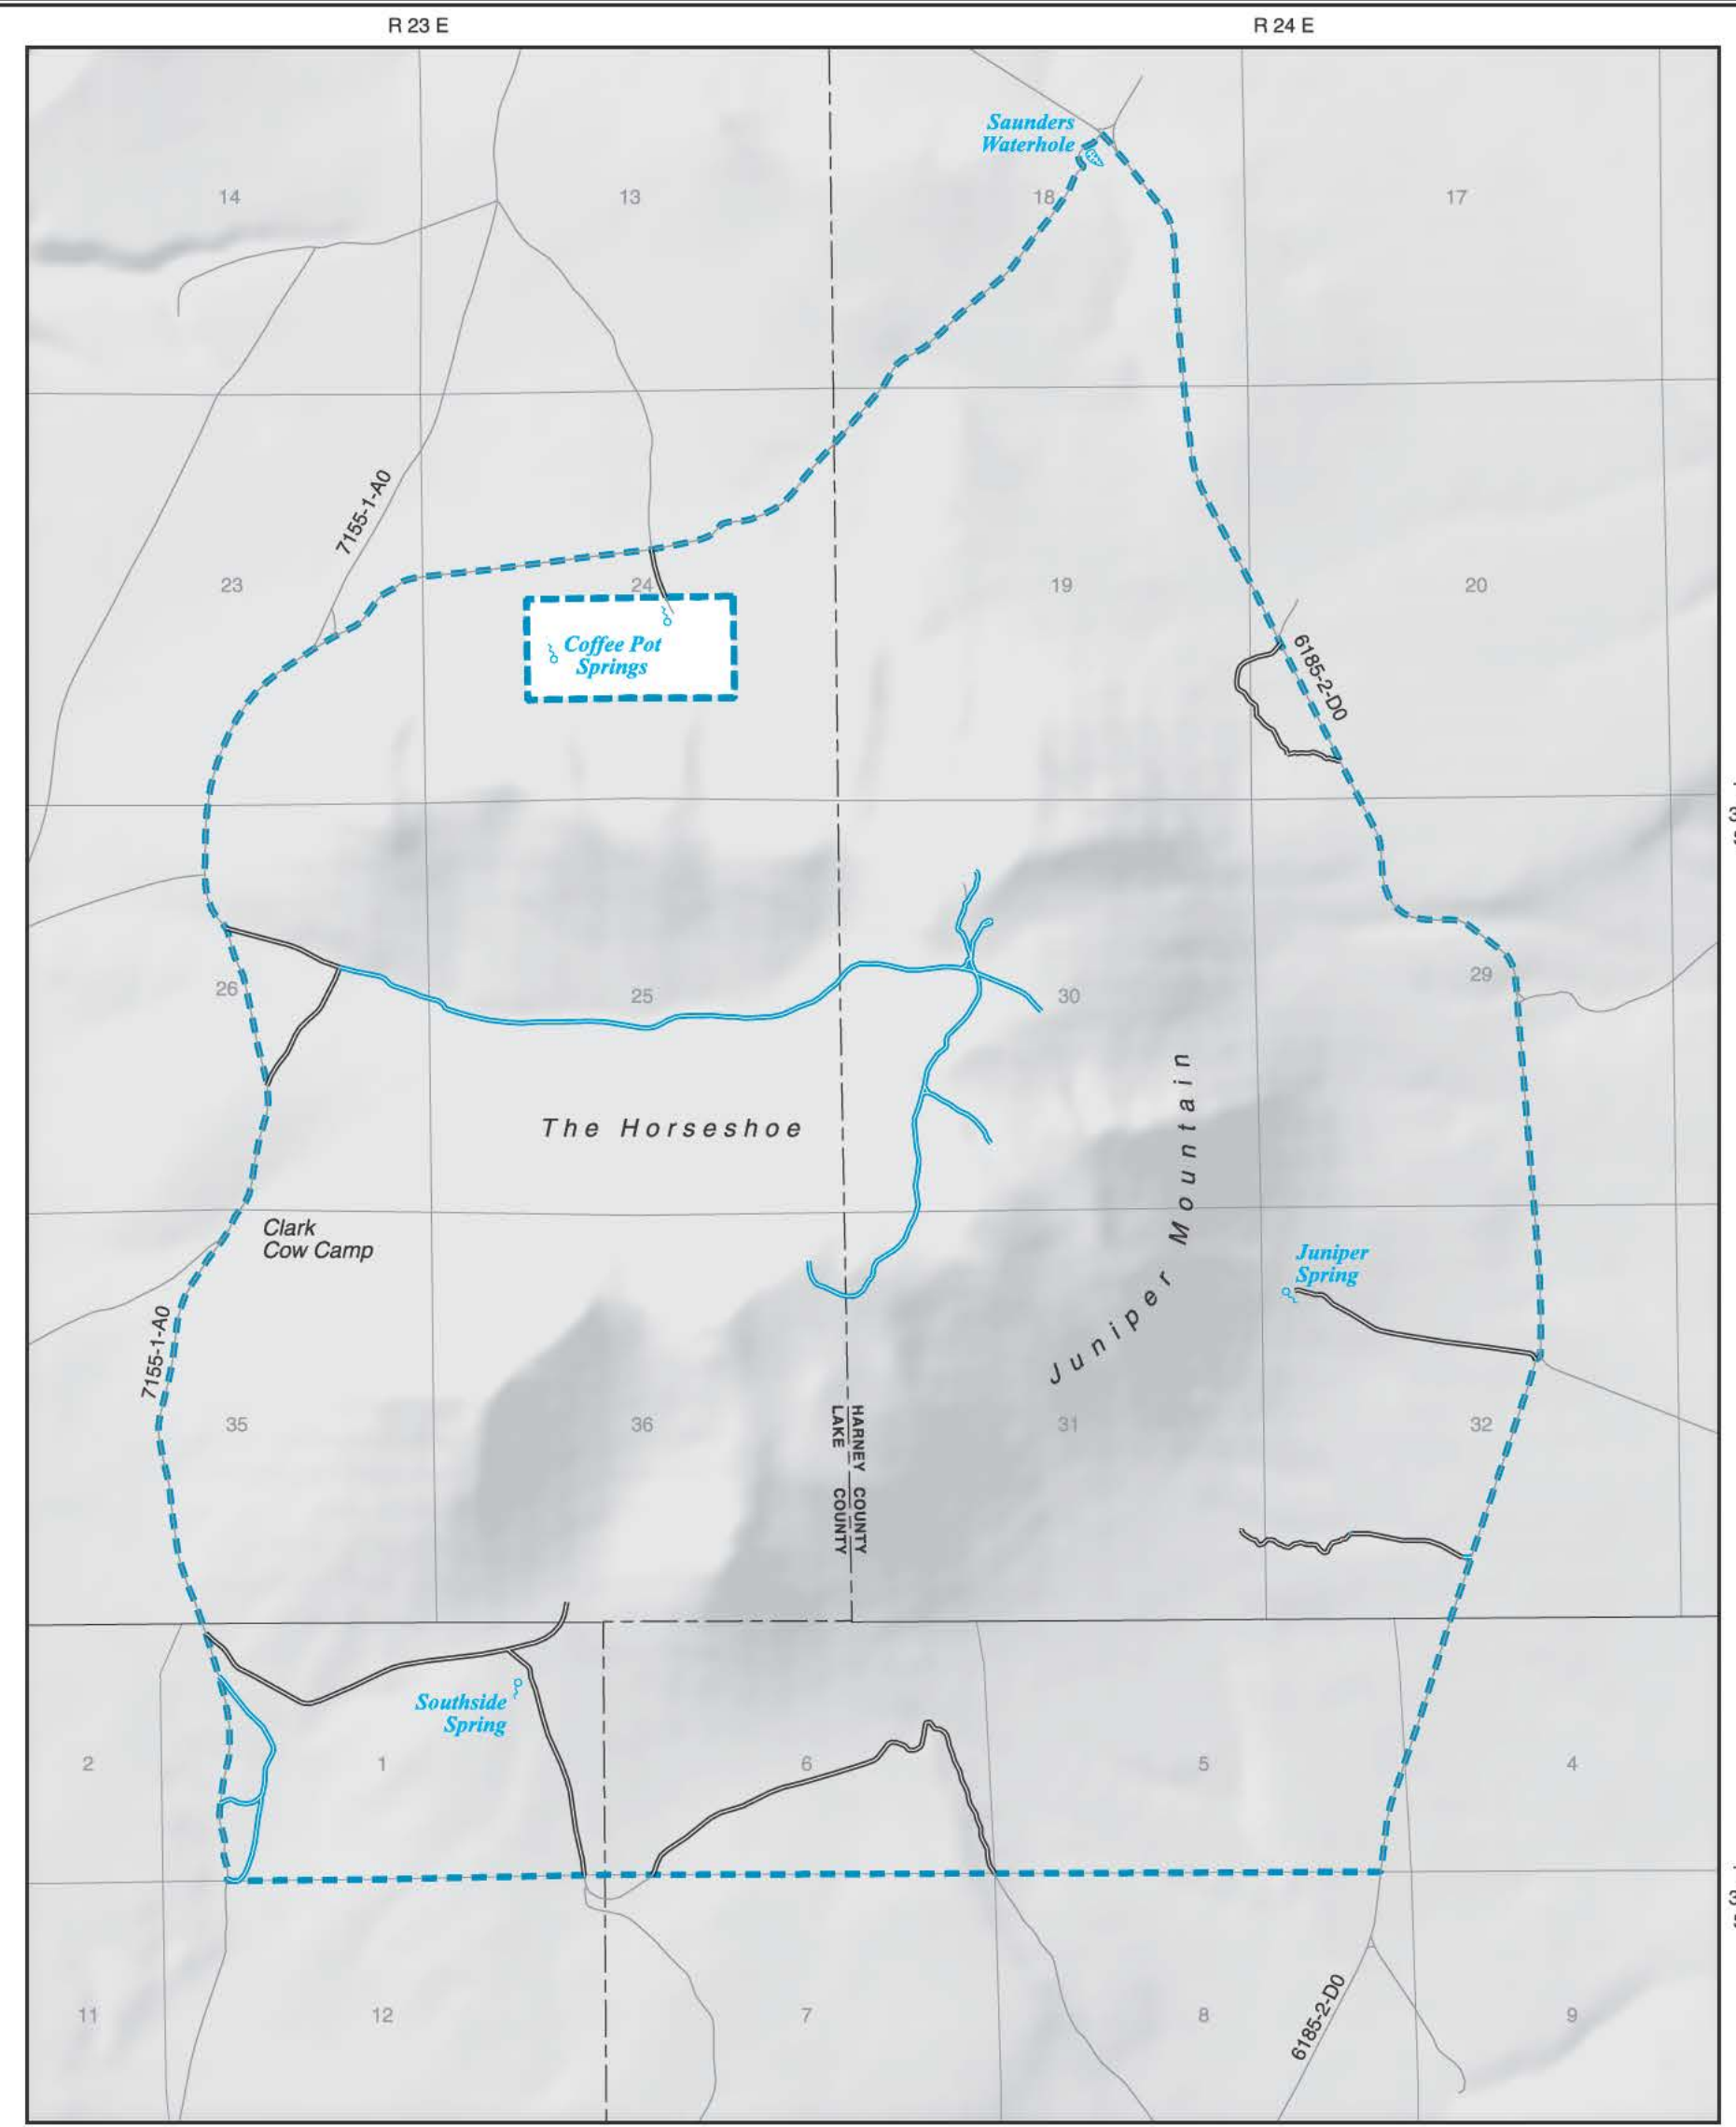 R 23 E
R 24 E
Saunders
Waterhole
14
13
18
17
7155-1-A0
23
24
19
20
Coffee Pot
Springs
6185-2-D0
26
25
30
29
The Horseshoe
Juniper Mountain
Clark
Cow Camp
Juniper
Spring
7155-1-A0
35
36
LAKE COUNTY
HARNEY COUNTY
31
32
Southside
Spring
2
1
6
5
4
11
12
7
8
9
6185-2-D0